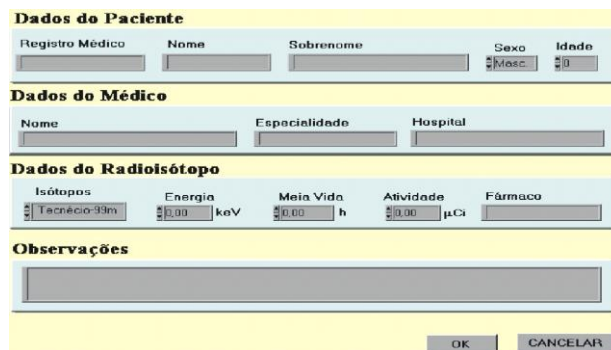 Dados do Paciente
Registro Médico Nome Sobrenome Sexo Idade
Masc. 0
Dados do Médico
Nome Especialidade Hospital
Dados do Radioisótopo
Isótopos Energia Meia Vida Atividade Fármaco
Tecnécio-99m 0,00 keV 0,00 h 0,00 µCi
Observações
OK CANCELAR